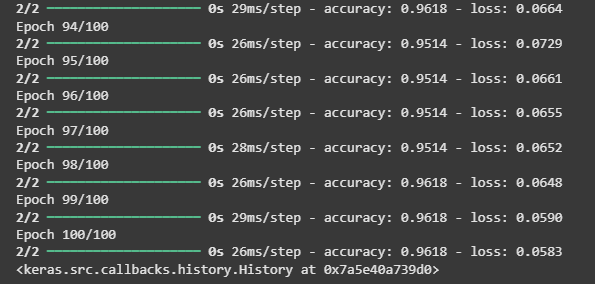 2/2 ━━━━━━━━━━━━━━━━━━━━ 0s 29ms/step - accuracy: 0.9618 - loss: 0.0664
Epoch 94/100
2/2 ━━━━━━━━━━━━━━━━━━━━ 0s 26ms/step - accuracy: 0.9514 - loss: 0.0729
Epoch 95/100
2/2 ━━━━━━━━━━━━━━━━━━━━ 0s 26ms/step - accuracy: 0.9514 - loss: 0.0661
Epoch 96/100
2/2 ━━━━━━━━━━━━━━━━━━━━ 0s 26ms/step - accuracy: 0.9514 - loss: 0.0655
Epoch 97/100
2/2 ━━━━━━━━━━━━━━━━━━━━ 0s 28ms/step - accuracy: 0.9514 - loss: 0.0652
Epoch 98/100
2/2 ━━━━━━━━━━━━━━━━━━━━ 0s 26ms/step - accuracy: 0.9618 - loss: 0.0648
Epoch 99/100
2/2 ━━━━━━━━━━━━━━━━━━━━ 0s 29ms/step - accuracy: 0.9618 - loss: 0.0590
Epoch 100/100
2/2 ━━━━━━━━━━━━━━━━━━━━ 0s 26ms/step - accuracy: 0.9618 - loss: 0.0583
<keras.src.callbacks.history.History at 0x7a5e40a739d0>